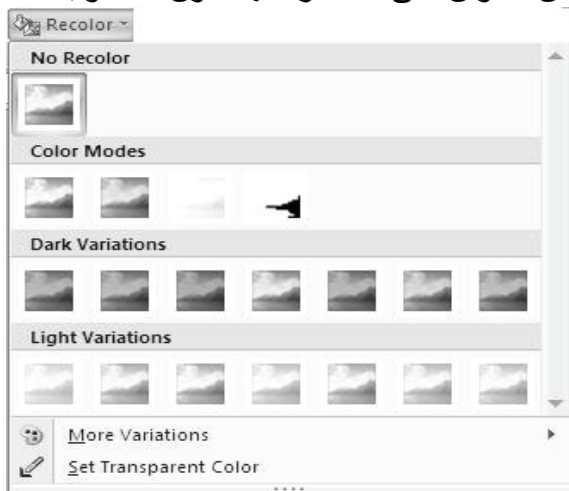 Recolor
No Recolor
Color Modes
Dark Variations
Light Variations
More Variations
Set Transparent Color